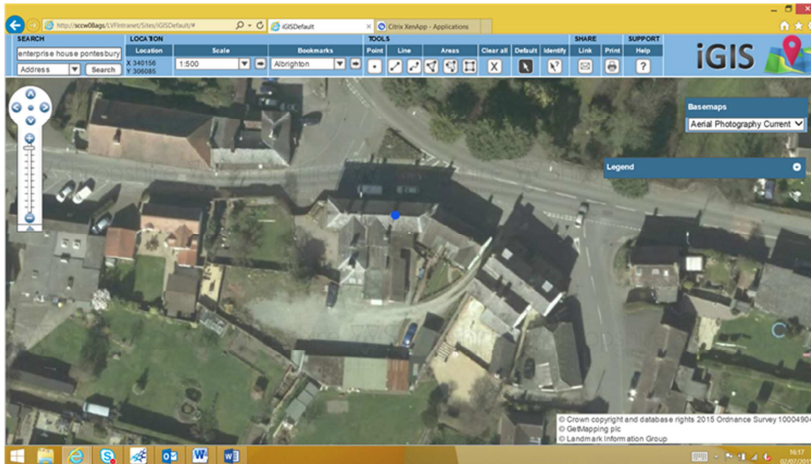 http://sccw08ags/LVFIntranet/Sites/iGISDefault/#
iGISDefault
Citrix XenApp - Applications
SEARCH
LOCATION
TOOLS
SHARE
SUPPORT
enterprise house pontesbury
Location
Scale
Bookmarks
Point
Line
Areas
Clear all
Default
Identify
Link
Print
Help
Address
Search
X 340156
Y 306085
1:500
Albrighton
X
?
iGIS
Basemaps
Aerial Photography Current
Legend
© Crown copyright and database rights 2015 Ordnance Survey 10004904
© GetMapping plc
© Landmark Information Group
16:17